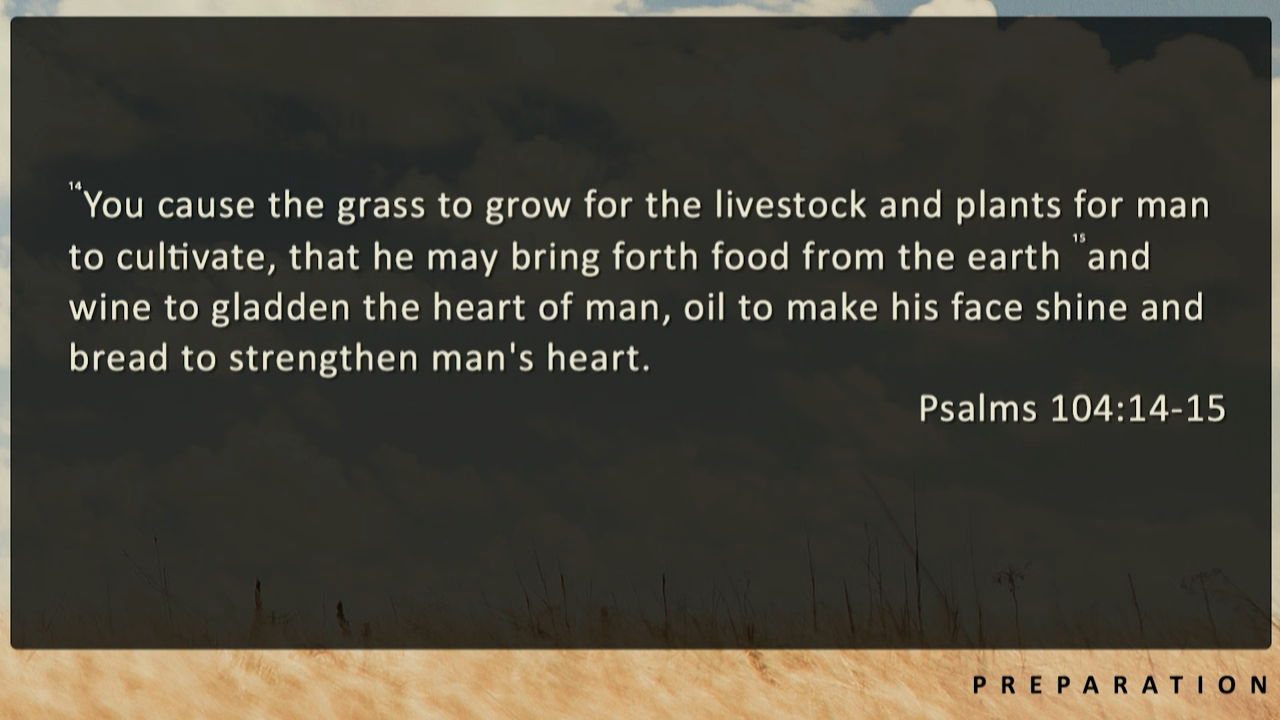 14You cause the grass to grow for the livestock and plants for man
to cultivate, that he may bring forth food from the earth 15and
wine to gladden the heart of man, oil to make his face shine and
bread to strengthen man's heart.
Psalms 104:14-15
PREPARATION